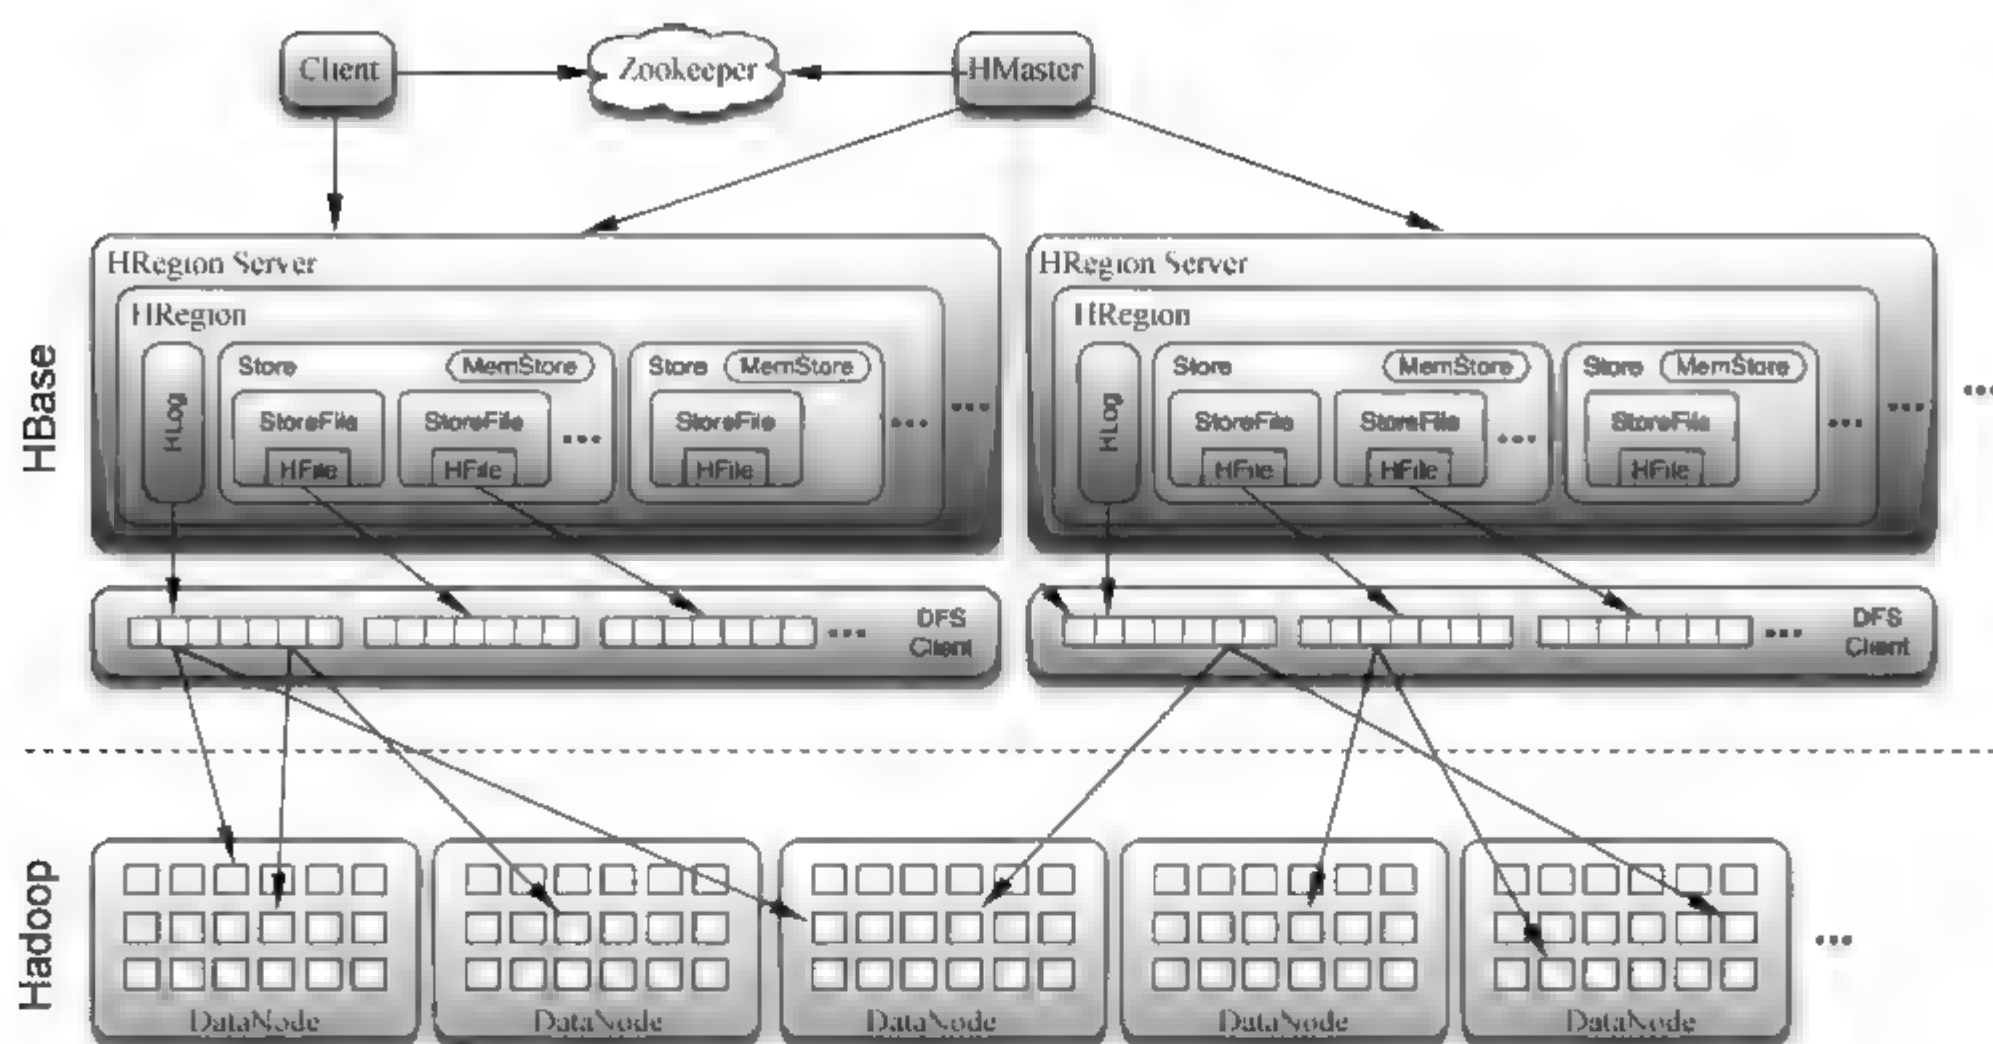 Client
Zookeeper
HMaster
HBase
HRegion Server
HRegion
HLog
Store
MemStore
StoreFile
HFile
StoreFile
HFile
...
Store
MemStore
StoreFile
HFile
...
...
HRegion Server
HRegion
HLog
Store
MemStore
StoreFile
HFile
StoreFile
HFile
...
Store
MemStore
StoreFile
HFile
...
...
...
...
DFS
Client
...
DFS
Client
Hadoop
DataNode
DataNode
DataNode
DataNode
DataNode
...